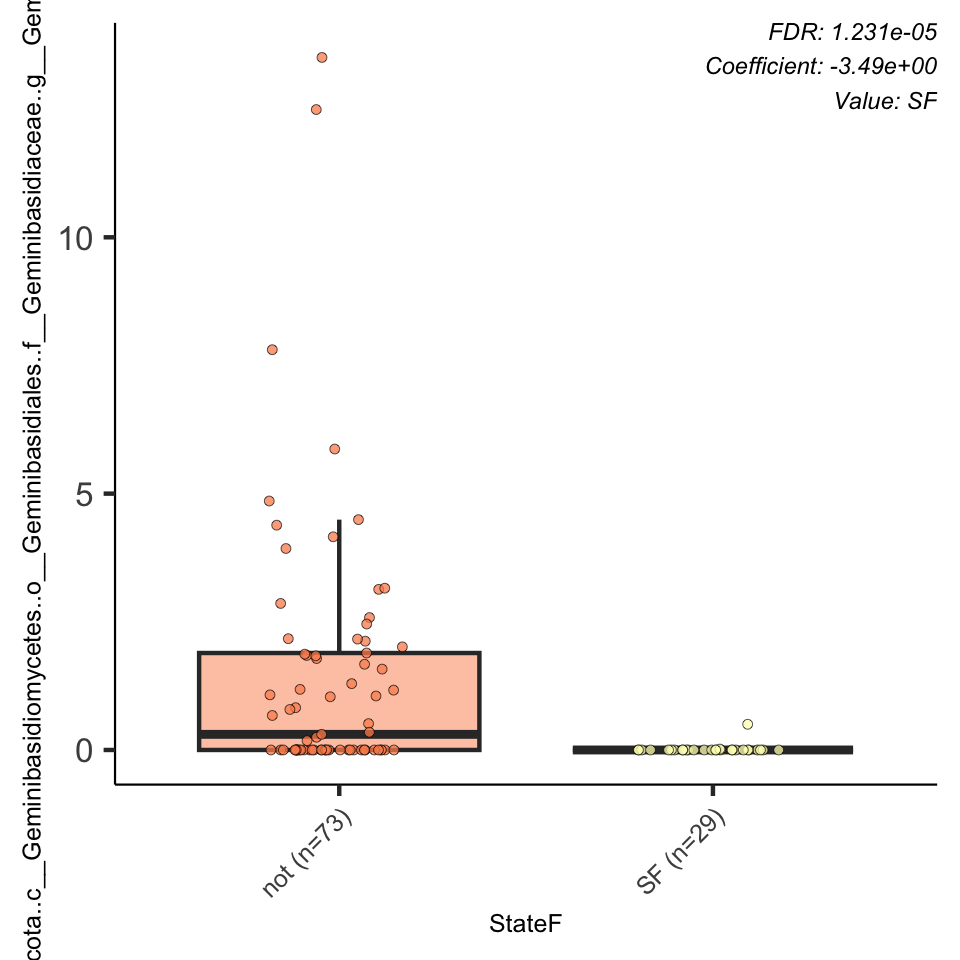 FDR: 1.231e-05
Coefficient: -3.49e+00
Value: SF
cota..c__Geminibasidiomycetes..o__Geminibasidiales..f__Geminibasidiaceae..g__Gem
10
5
0
not (n=73)
SF (n=29)
StateF